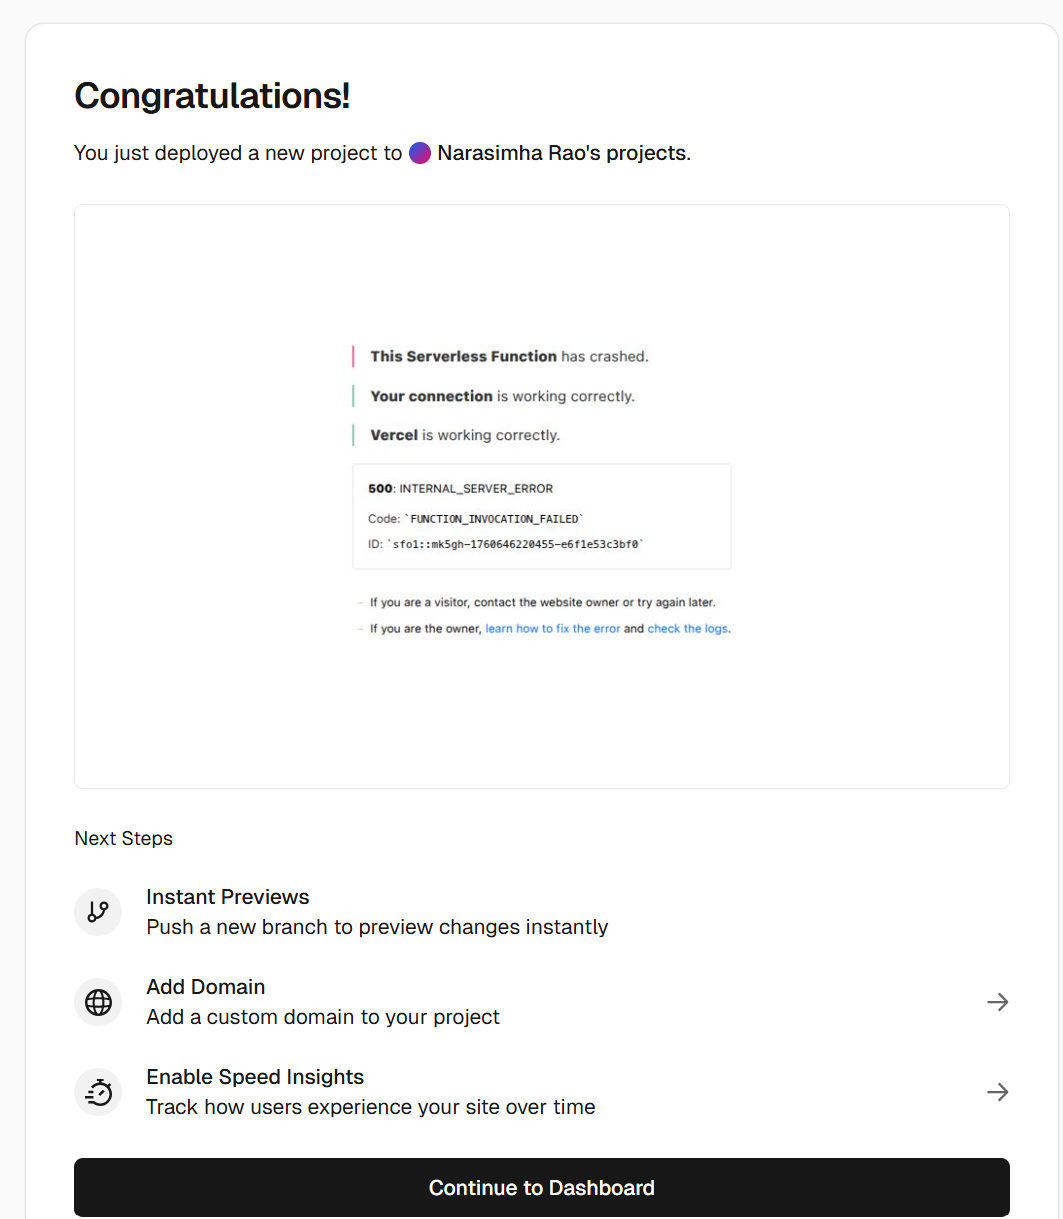 Congratulations!
You just deployed a new project to Narasimha Rao's projects.
This Serverless Function has crashed.
Your connection is working correctly.
Vercel is working correctly.
500: INTERNAL_SERVER_ERROR
Code: `FUNCTION_INVOCATION_FAILED`
ID: `sfo1::mk5gh-1760646220455-e6f1e53c3bf0`
– If you are a visitor, contact the website owner or try again later.
– If you are the owner, learn how to fix the error and check the logs.
Next Steps
Instant Previews
Push a new branch to preview changes instantly
Add Domain
Add a custom domain to your project
Enable Speed Insights
Track how users experience your site over time
Continue to Dashboard